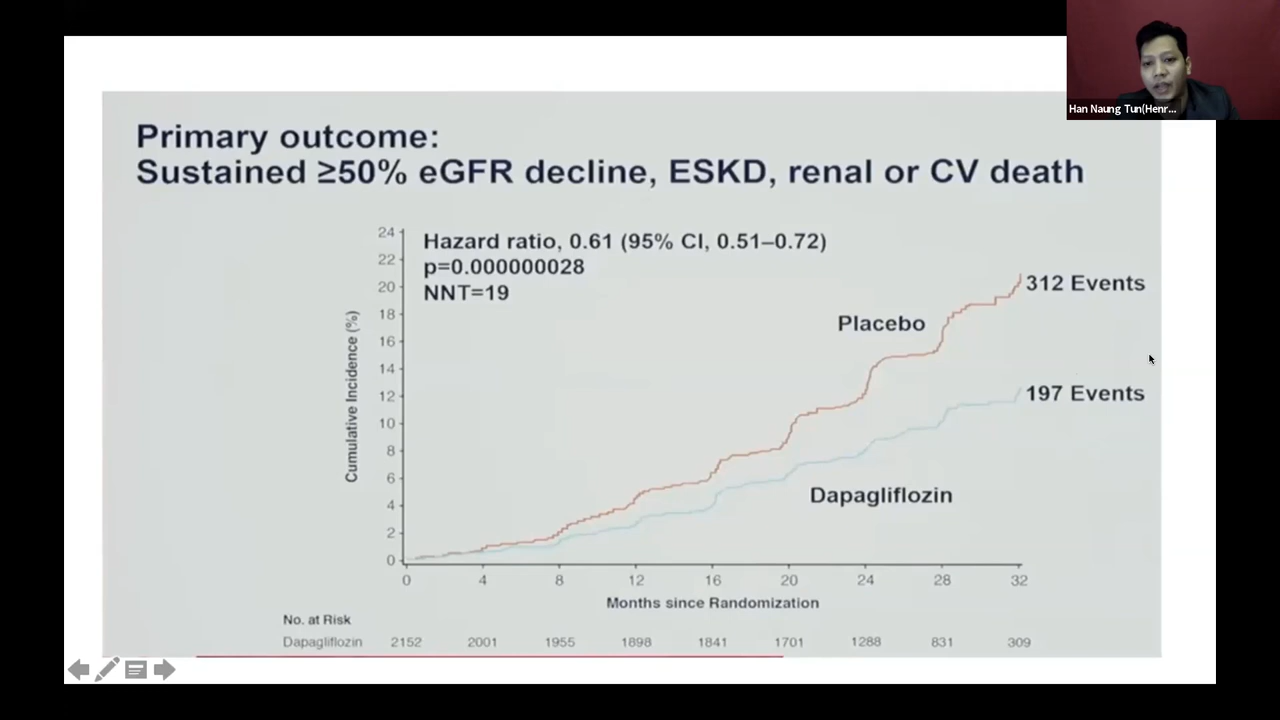 Han Naung Tun(Henr...
Primary outcome:
Sustained ≥50% eGFR decline, ESKD, renal or CV death
Hazard ratio, 0.61 (95% CI, 0.51–0.72)
p=0.000000028
NNT=19
24
22
20
18
16
14
12
10
8
6
4
2
0
Cumulative Incidence (%)
312 Events
Placebo
197 Events
Dapagliflozin
0 4 8 12 16 20 24 28 32
Months since Randomization
No. at Risk
Dapagliflozin 2152 2001 1955 1898 1841 1701 1288 831 309